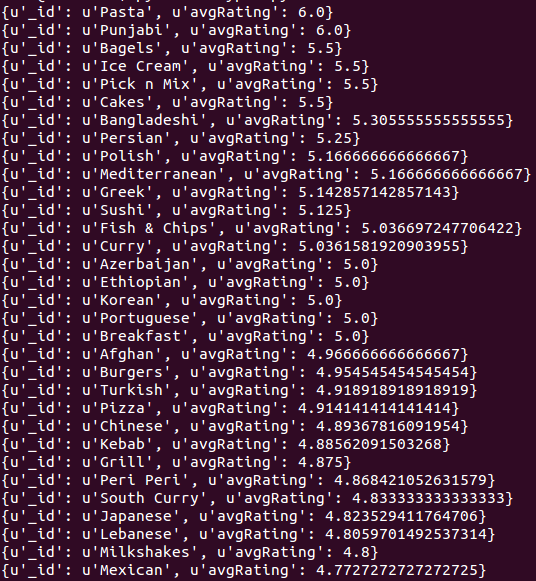 {u'_id': u'Pasta', u'avgRating': 6.0}
{u'_id': u'Punjabi', u'avgRating': 6.0}
{u'_id': u'Bagels', u'avgRating': 5.5}
{u'_id': u'Ice Cream', u'avgRating': 5.5}
{u'_id': u'Pick n Mix', u'avgRating': 5.5}
{u'_id': u'Cakes', u'avgRating': 5.5}
{u'_id': u'Bangladeshi', u'avgRating': 5.305555555555555}
{u'_id': u'Persian', u'avgRating': 5.25}
{u'_id': u'Polish', u'avgRating': 5.166666666666667}
{u'_id': u'Mediterranean', u'avgRating': 5.166666666666667}
{u'_id': u'Greek', u'avgRating': 5.142857142857143}
{u'_id': u'Sushi', u'avgRating': 5.125}
{u'_id': u'Fish & Chips', u'avgRating': 5.036697247706422}
{u'_id': u'Curry', u'avgRating': 5.0361581920903955}
{u'_id': u'Azerbaijan', u'avgRating': 5.0}
{u'_id': u'Ethiopian', u'avgRating': 5.0}
{u'_id': u'Korean', u'avgRating': 5.0}
{u'_id': u'Portuguese', u'avgRating': 5.0}
{u'_id': u'Breakfast', u'avgRating': 5.0}
{u'_id': u'Afghan', u'avgRating': 4.966666666666667}
{u'_id': u'Burgers', u'avgRating': 4.954545454545454}
{u'_id': u'Turkish', u'avgRating': 4.918918918918919}
{u'_id': u'Pizza', u'avgRating': 4.914141414141414}
{u'_id': u'Chinese', u'avgRating': 4.89367816091954}
{u'_id': u'Kebab', u'avgRating': 4.88562091503268}
{u'_id': u'Grill', u'avgRating': 4.875}
{u'_id': u'Peri Peri', u'avgRating': 4.868421052631579}
{u'_id': u'South Curry', u'avgRating': 4.833333333333333}
{u'_id': u'Japanese', u'avgRating': 4.823529411764706}
{u'_id': u'Lebanese', u'avgRating': 4.8059701492537314}
{u'_id': u'Milkshakes', u'avgRating': 4.8}
{u'_id': u'Mexican', u'avgRating': 4.7727272727272725}